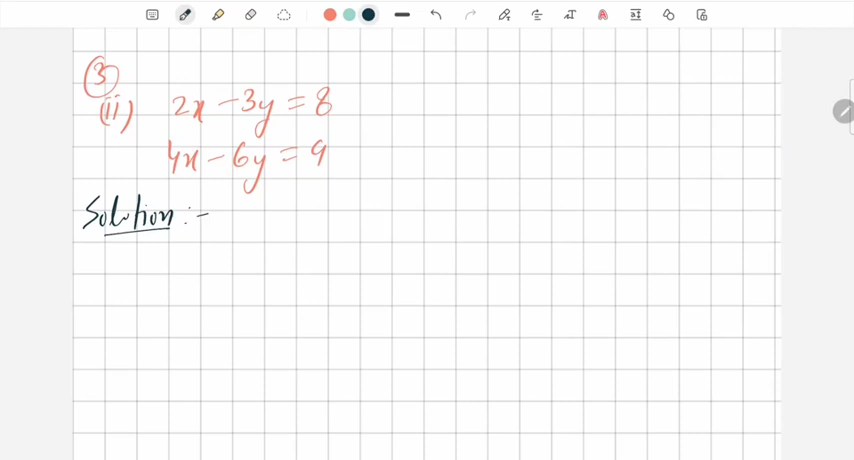 3
(ii) 2x - 3y = 8
4x - 6y = 9
Solution :-